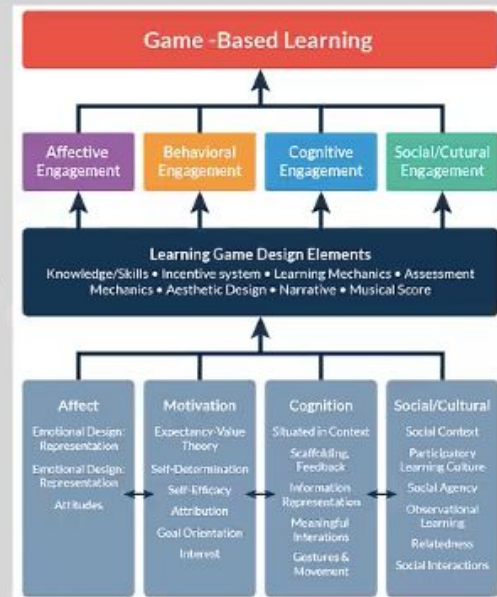 Game -Based Learning
Affective
Engagement
Behavioral
Engagement
Cognitive
Engagement
Social/Cutural
Engagement
Learning Game Design Elements
Knowledge/Skills • Incentive system • Learning Mechanics • Assessment
Mechanics • Aesthetic Design • Narrative • Musical Score
Affect
Emotional Design:
Representation
Emotional Design:
Representation
Attitudes
Motivation
Expectancy-Value
Theory
Self-Determination
Self-Efficacy
Attribution
Goal Orientation
Interest
Cognition
Situated in Context
Scaffolding,
Feedback
Information
Representation
Meaningful
Interations
Gostures &
Movement
Social/Cultural
Social Context
Participatory
Learning Culture
Social Agency
Observational
Learning
Relatedness
Social Interactions